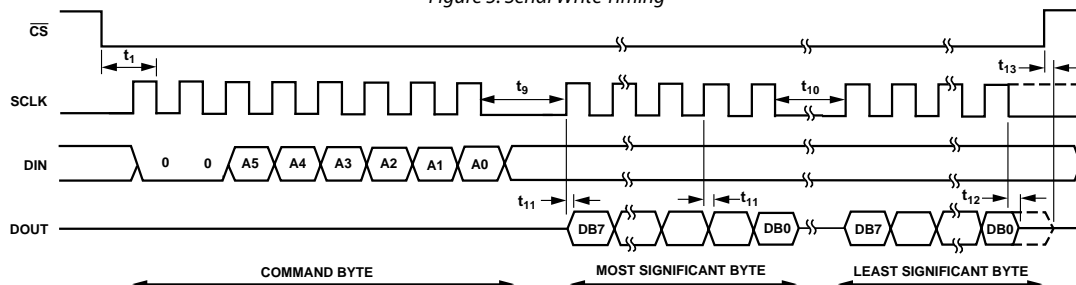 Figure 3. Serial Write Timing
CS
t1
t13
SCLK
t9
t10
DIN
0 0 A5 A4 A3 A2 A1 A0
t11
t11
t12
DOUT
DB7 DB0 DB7 DB0
COMMAND BYTE MOST SIGNIFICANT BYTE LEAST SIGNIFICANT BYTE